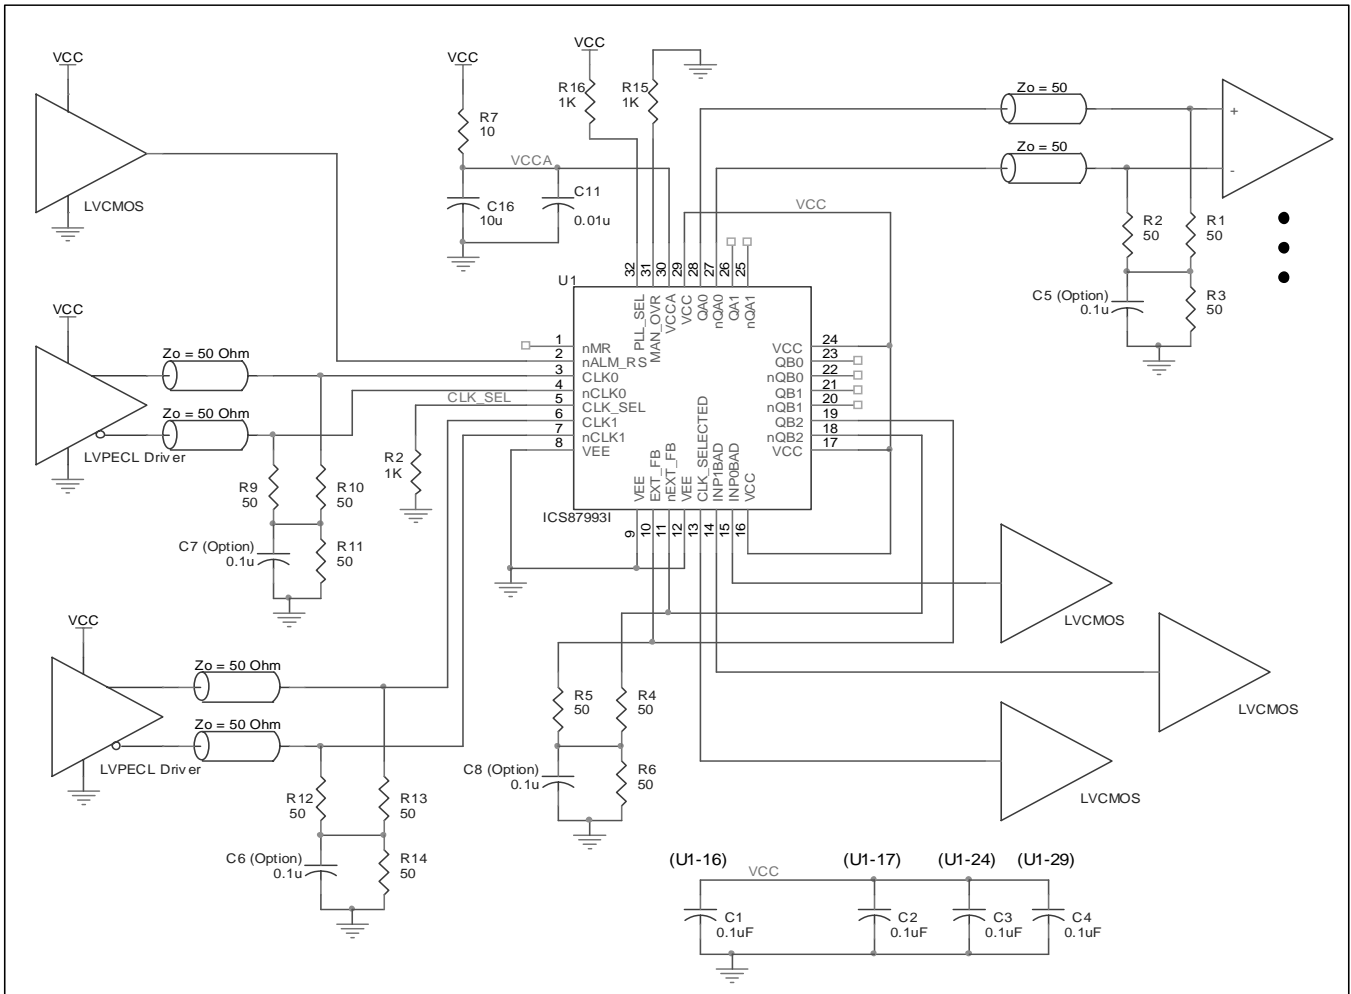 VCC
LVCMOS
VCC
R7
10
VCCA
C16
10u
C11
0.01u
VCC
R16
1K
R15
1K
Zo = 50
Zo = 50
+
-
R2
50
R1
50
C5 (Option)
0.1u
R3
50
VCC
U1
32
31
30
29
28
27
26
25
PLL_SEL
MAN_OVR
VCCA
VCC
QA0
nQA0
QA1
nQA1
1
2
3
4
5
6
7
8
nMR
nALM_RS
CLK0
nCLK0
CLK_SEL
CLK1
nCLK1
VEE
VCC
QB0
nQB0
QB1
nQB1
QB2
nQB2
VCC
24
23
22
21
20
19
18
17
VEE
EXT_FB
nEXT_FB
VEE
CLK_SELECTED
INP1BAD
INP0BAD
VCC
9
10
11
12
13
14
15
16
ICS87993I
VCC
Zo = 50 Ohm
Zo = 50 Ohm
LVPECL Driver
CLK_SEL
R2
1K
R9
50
R10
50
C7 (Option)
0.1u
R11
50
VCC
Zo = 50 Ohm
Zo = 50 Ohm
LVPECL Driver
R12
50
R13
50
C6 (Option)
0.1u
R14
50
R5
50
R4
50
C8 (Option)
0.1u
R6
50
LVCMOS
LVCMOS
LVCMOS
(U1-16)
(U1-17)
(U1-24)
(U1-29)
VCC
C1
0.1uF
C2
0.1uF
C3
0.1uF
C4
0.1uF